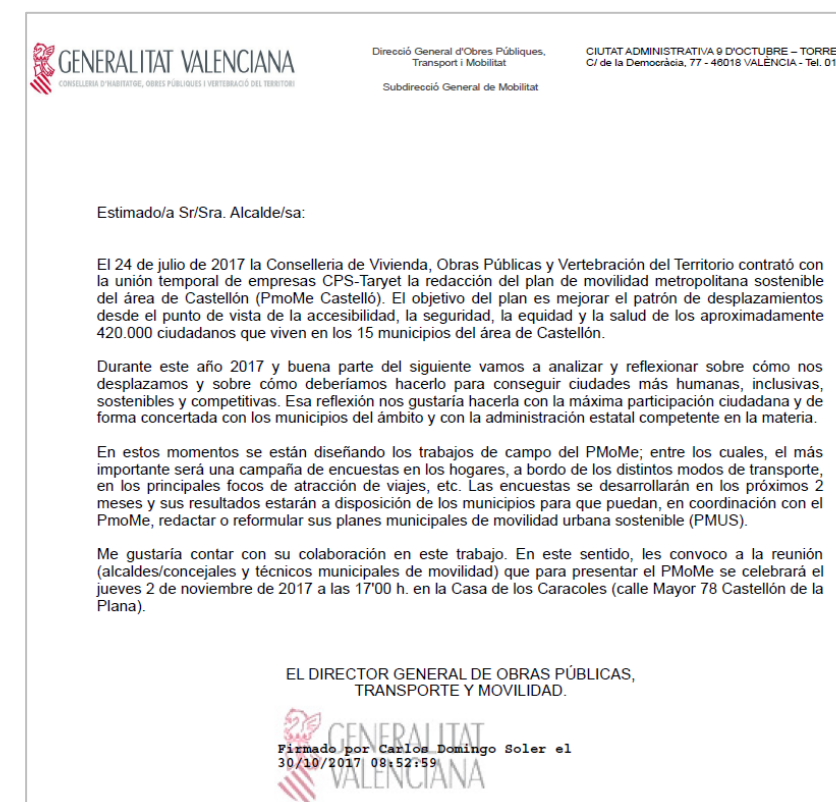 GENERALITAT VALENCIANA
CONSELLERIA D'HABITATGE, OBRES PÚBLIQUES I VERTEBRACIÓ DEL TERRITORI
Direcció General d'Obres Públiques,
Transport i Mobilitat
Subdirecció General de Mobilitat
CIUTAT ADMINISTRATIVA 9 D'OCTUBRE – TORRE
C/ de la Democràcia, 77 - 46018 VALÈNCIA - Tel. 01
Estimado/a Sr/Sra. Alcalde/sa:
El 24 de julio de 2017 la Conselleria de Vivienda, Obras Públicas y Vertebración del Territorio contrató con
la unión temporal de empresas CPS-Taryet la redacción del plan de movilidad metropolitana sostenible
del área de Castellón (PmoMe Castelló). El objetivo del plan es mejorar el patrón de desplazamientos
desde el punto de vista de la accesibilidad, la seguridad, la equidad y la salud de los aproximadamente
420.000 ciudadanos que viven en los 15 municipios del área de Castellón.
Durante este año 2017 y buena parte del siguiente vamos a analizar y reflexionar sobre cómo nos
desplazamos y sobre cómo deberíamos hacerlo para conseguir ciudades más humanas, inclusivas,
sostenibles y competitivas. Esa reflexión nos gustaría hacerla con la máxima participación ciudadana y de
forma concertada con los municipios del ámbito y con la administración estatal competente en la materia.
En estos momentos se están diseñando los trabajos de campo del PMoMe; entre los cuales, el más
importante será una campaña de encuestas en los hogares, a bordo de los distintos modos de transporte,
en los principales focos de atracción de viajes, etc. Las encuestas se desarrollarán en los próximos 2
meses y sus resultados estarán a disposición de los municipios para que puedan, en coordinación con el
PmoMe, redactar o reformular sus planes municipales de movilidad urbana sostenible (PMUS).
Me gustaría contar con su colaboración en este trabajo. En este sentido, les convoco a la reunión
(alcaldes/concejales y técnicos municipales de movilidad) que para presentar el PMoMe se celebrará el
jueves 2 de noviembre de 2017 a las 17'00 h. en la Casa de los Caracoles (calle Mayor 78 Castellón de la
Plana).
EL DIRECTOR GENERAL DE OBRAS PÚBLICAS,
TRANSPORTE Y MOVILIDAD.
GENERALITAT
Firmado por Carlos Domingo Soler el
30/10/2017 08:52:59
VALENCIANA